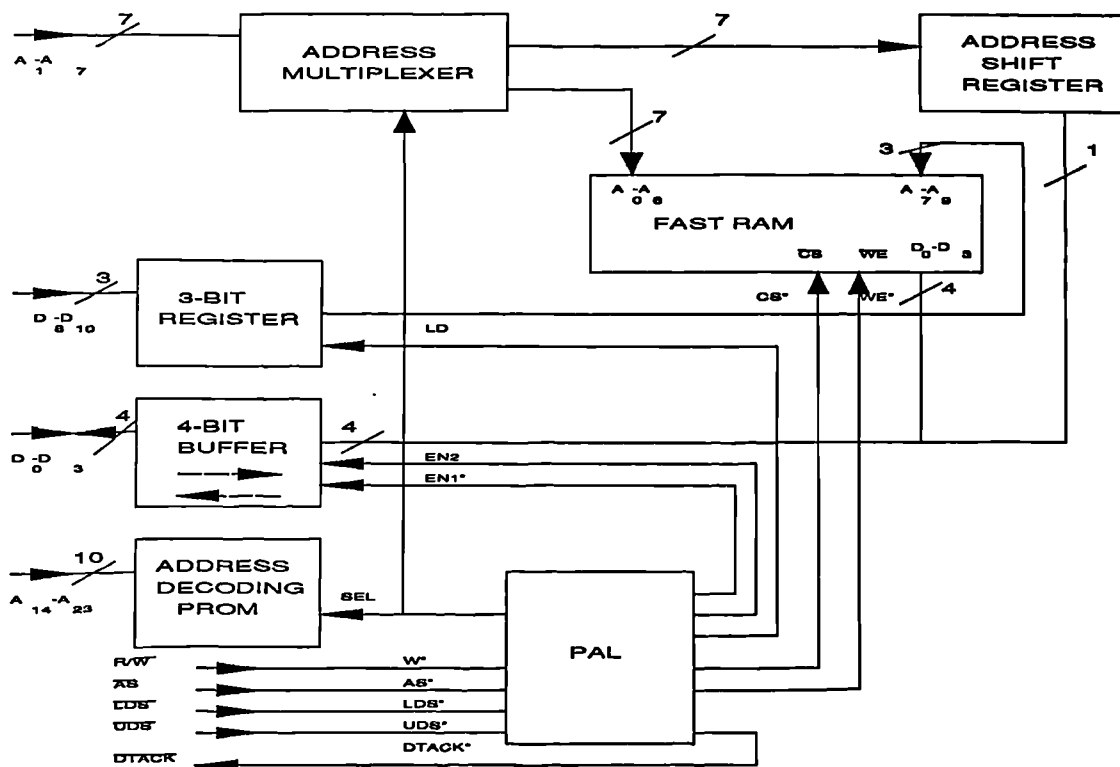 7
A1-A7
ADDRESS
MULTIPLEXER
7
ADDRESS
SHIFT
REGISTER
7
3
1
A0-A6
A7-A9
FAST RAM
CS
WE
D0-D3
CS*
WE*
4
3
D8-D10
3-BIT
REGISTER
LD
4
D0-D3
4-BIT
BUFFER
4
EN2
EN1*
10
A14-A23
ADDRESS
DECODING
PROM
SEL
PAL
R/W
W*
AS
AS*
LDS
LDS*
UDS
UDS*
DTACK
DTACK*